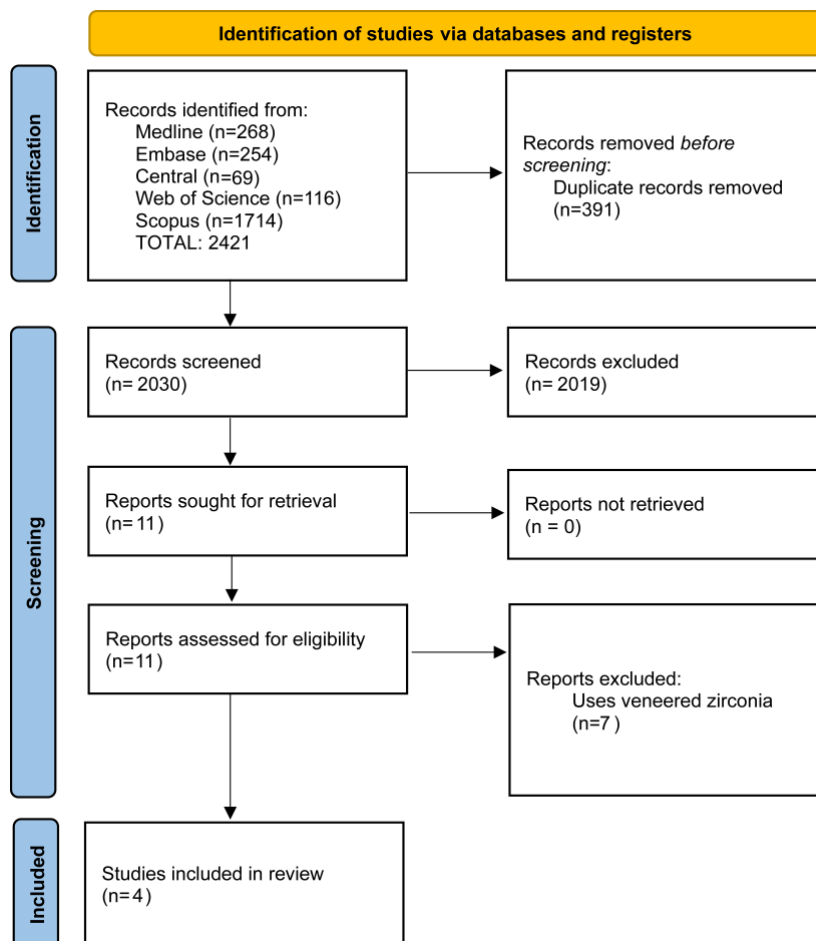 Identification of studies via databases and registers
Identification
Records identified from:
Medline (n=268)
Embase (n=254)
Central (n=69)
Web of Science (n=116)
Scopus (n=1714)
TOTAL: 2421
Records removed before
screening:
Duplicate records removed
(n=391)
Screening
Records screened
(n= 2030)
Records excluded
(n= 2019)
Reports sought for retrieval
(n=11)
Reports not retrieved
(n = 0)
Reports assessed for eligibility
(n=11)
Reports excluded:
Uses veneered zirconia
(n=7 )
Included
Studies included in review
(n=4)